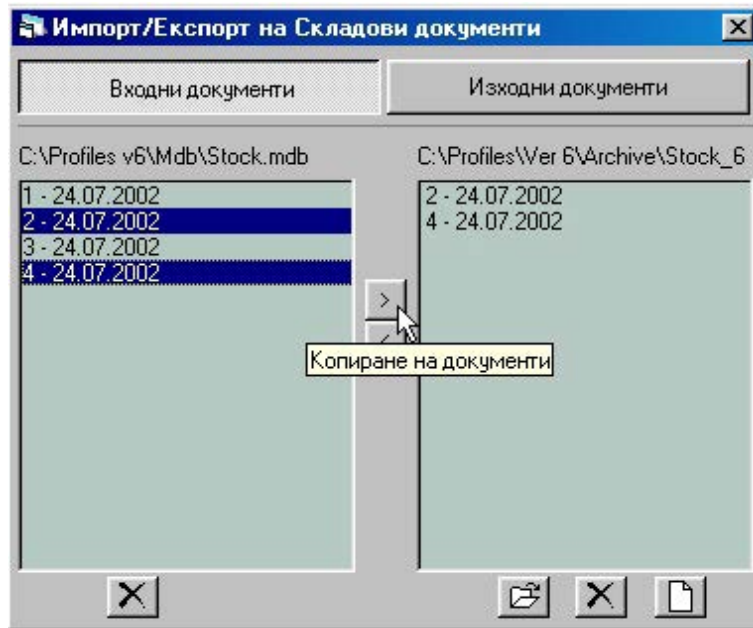 Импорт/Експорт на Складови документи
Входни документи
Изходни документи
C:\Profiles v6\Mdb\Stock.mdb
C:\Profiles\Ver 6\Archive\Stock_6
1 - 24.07.2002
2 - 24.07.2002
3 - 24.07.2002
4 - 24.07.2002
2 - 24.07.2002
4 - 24.07.2002
>
<
Копиране на документи